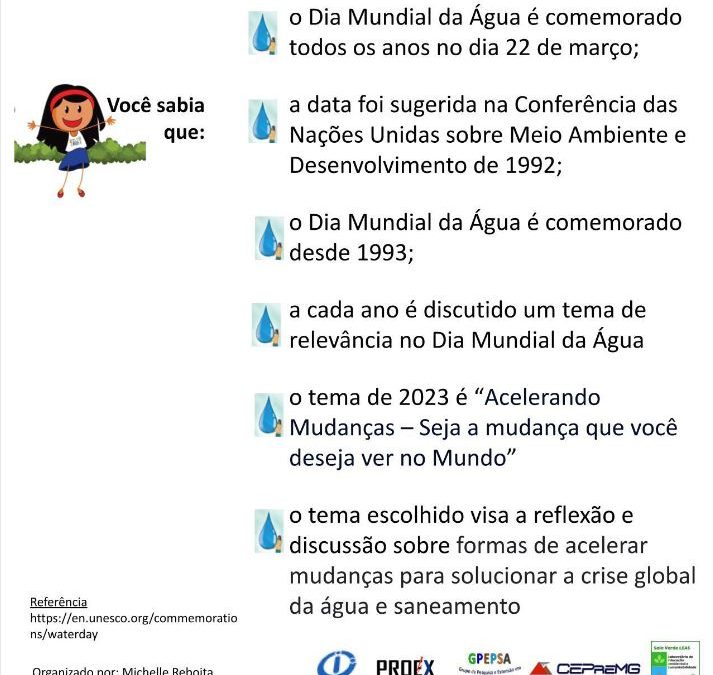 o Dia Mundial da Água é comemorado
todos os anos no dia 22 de março;
Você sabia
que:
a data foi sugerida na Conferência das
Nações Unidas sobre Meio Ambiente e
Desenvolvimento de 1992;
o Dia Mundial da Água é comemorado
desde 1993;
a cada ano é discutido um tema de
relevância no Dia Mundial da Água
o tema de 2023 é “Acelerando
Mudanças – Seja a mudança que você
deseja ver no Mundo”
o tema escolhido visa a reflexão e
discussão sobre formas de acelerar
mudanças para solucionar a crise global
da água e saneamento
Referência
https://en.unesco.org/commemoratio
ns/waterday
Organizado por: Michelle Reboita
PROEX
GPEPSA
CEPREMG
Sala Verde LEAS